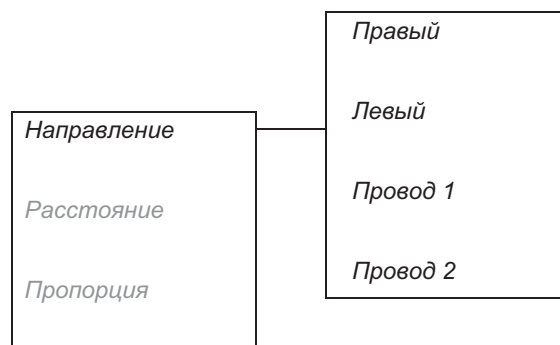 Направление
Расстояние
Пропорция
Правый
Левый
Провод 1
Провод 2